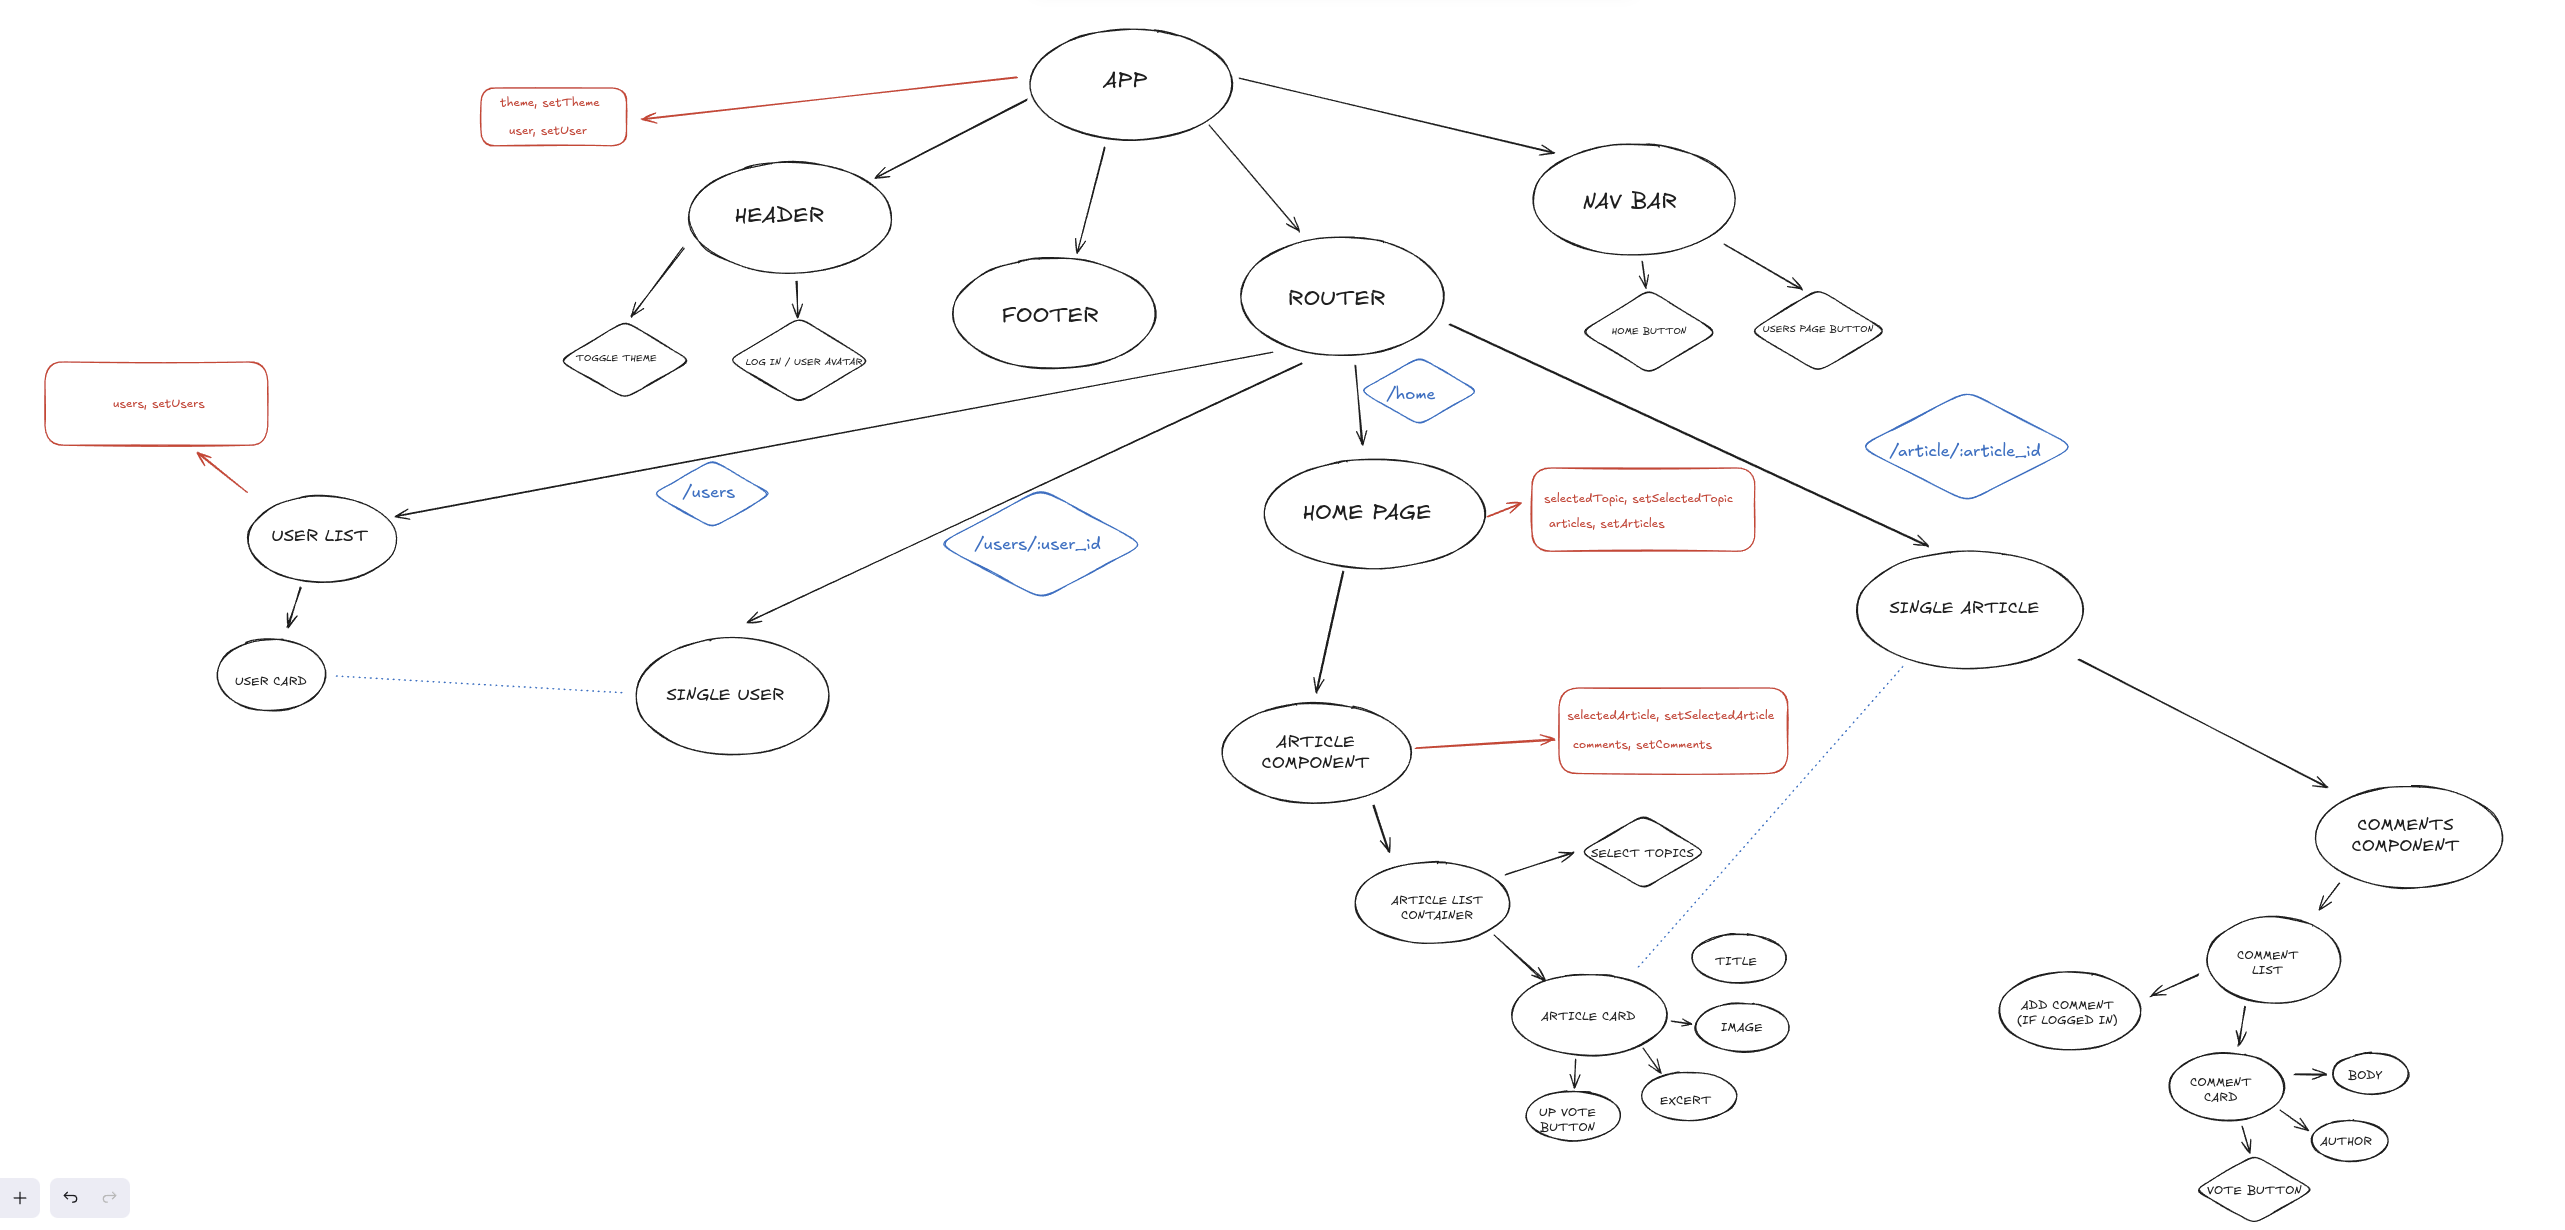 APP
theme, setTheme
user, setUser
HEADER
NAV BAR
FOOTER
ROUTER
TOGGLE THEME
LOG IN / USER AVATAR
HOME BUTTON
USERS PAGE BUTTON
users, setUsers
/home
/users
/users/:user_id
/article/:article_id
USER LIST
HOME PAGE
selectedTopic, setSelectedTopic
articles, setArticles
SINGLE ARTICLE
USER CARD
SINGLE USER
ARTICLE
COMPONENT
selectedArticle, setSelectedArticle
comments, setComments
COMMENTS
COMPONENT
SELECT TOPICS
ARTICLE LIST
CONTAINER
TITLE
ARTICLE CARD
IMAGE
EXCERT
UP VOTE
BUTTON
COMMENT
LIST
ADD COMMENT
(IF LOGGED IN)
COMMENT
CARD
BODY
AUTHOR
VOTE BUTTON